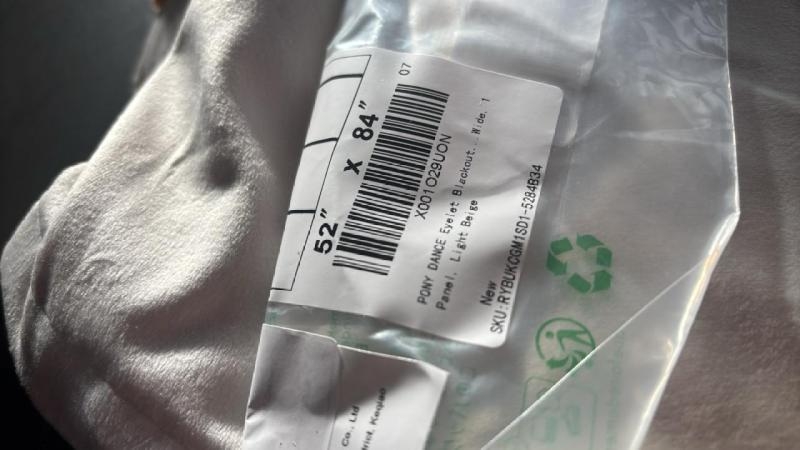 07
52" X 84"
X001O29UON
PONY DANCE Eyelet Blackout...Wide, 1
Panel, Light Beige
New
SKU:RYBUKCGM1SD1-5284B34
Co., Ltd
Keqiao